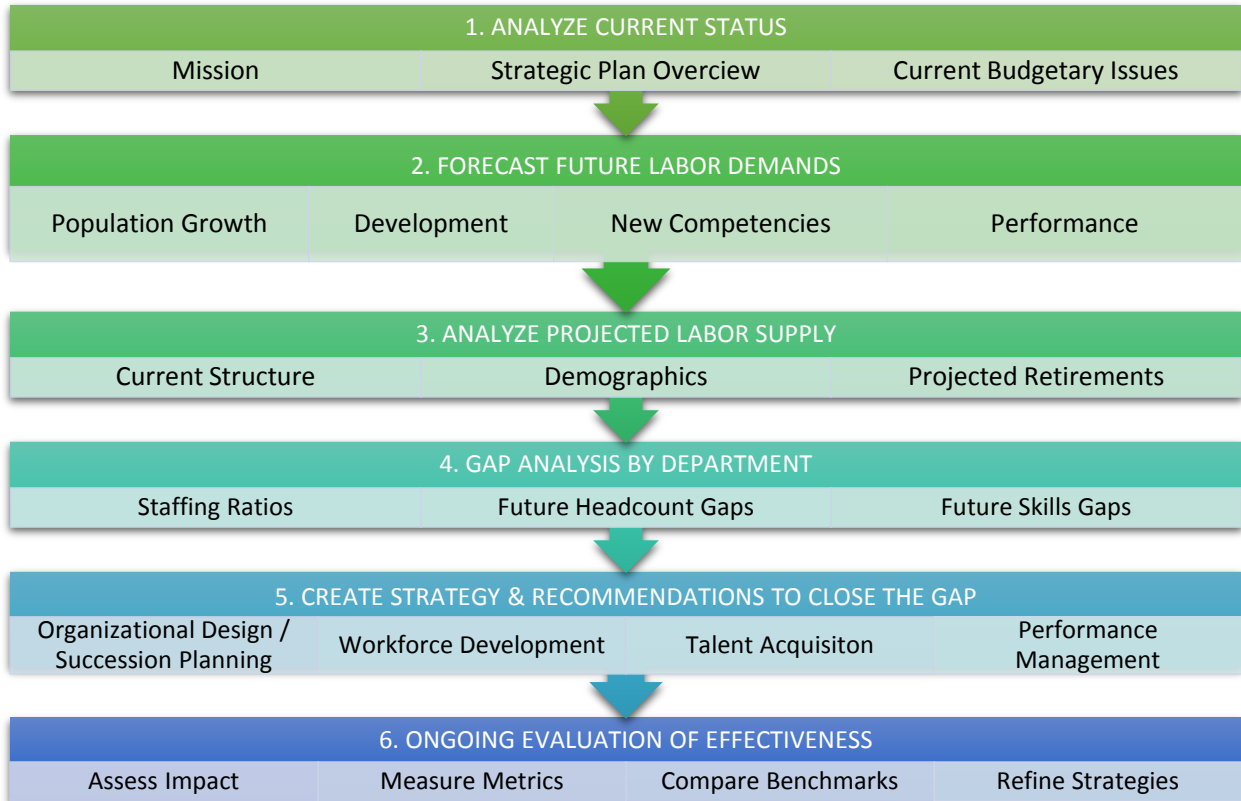 1. ANALYZE CURRENT STATUS
Mission
Strategic Plan Overciew
Current Budgetary Issues
2. FORECAST FUTURE LABOR DEMANDS
Population Growth
Development
New Competencies
Performance
3. ANALYZE PROJECTED LABOR SUPPLY
Current Structure
Demographics
Projected Retirements
4. GAP ANALYSIS BY DEPARTMENT
Staffing Ratios
Future Headcount Gaps
Future Skills Gaps
5. CREATE STRATEGY & RECOMMENDATIONS TO CLOSE THE GAP
Organizational Design /
Succession Planning
Workforce Development
Talent Acquisiton
Performance
Management
6. ONGOING EVALUATION OF EFFECTIVENESS
Assess Impact
Measure Metrics
Compare Benchmarks
Refine Strategies